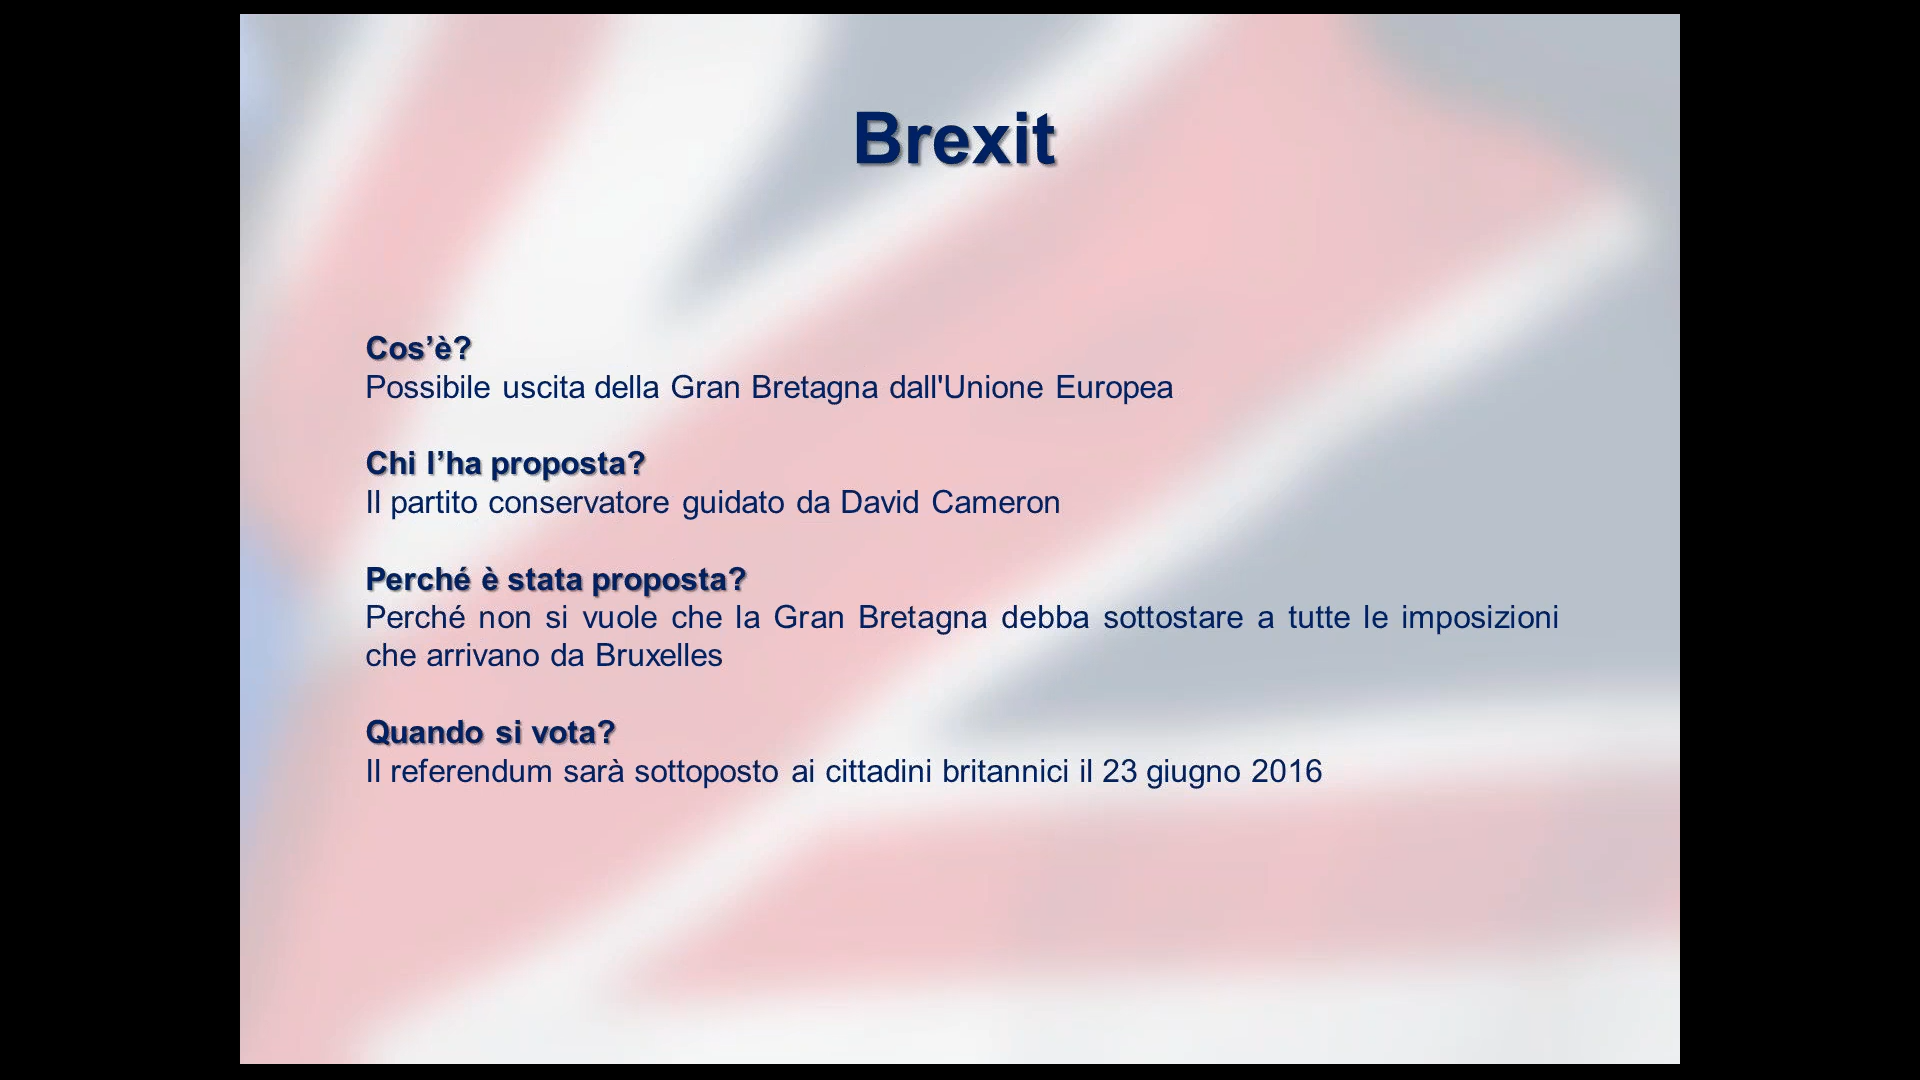 Brexit
Cos’è?
Possibile uscita della Gran Bretagna dall'Unione Europea
Chi l’ha proposta?
Il partito conservatore guidato da David Cameron
Perché è stata proposta?
Perché non si vuole che la Gran Bretagna debba sottostare a tutte le imposizioni
che arrivano da Bruxelles
Quando si vota?
Il referendum sarà sottoposto ai cittadini britannici il 23 giugno 2016